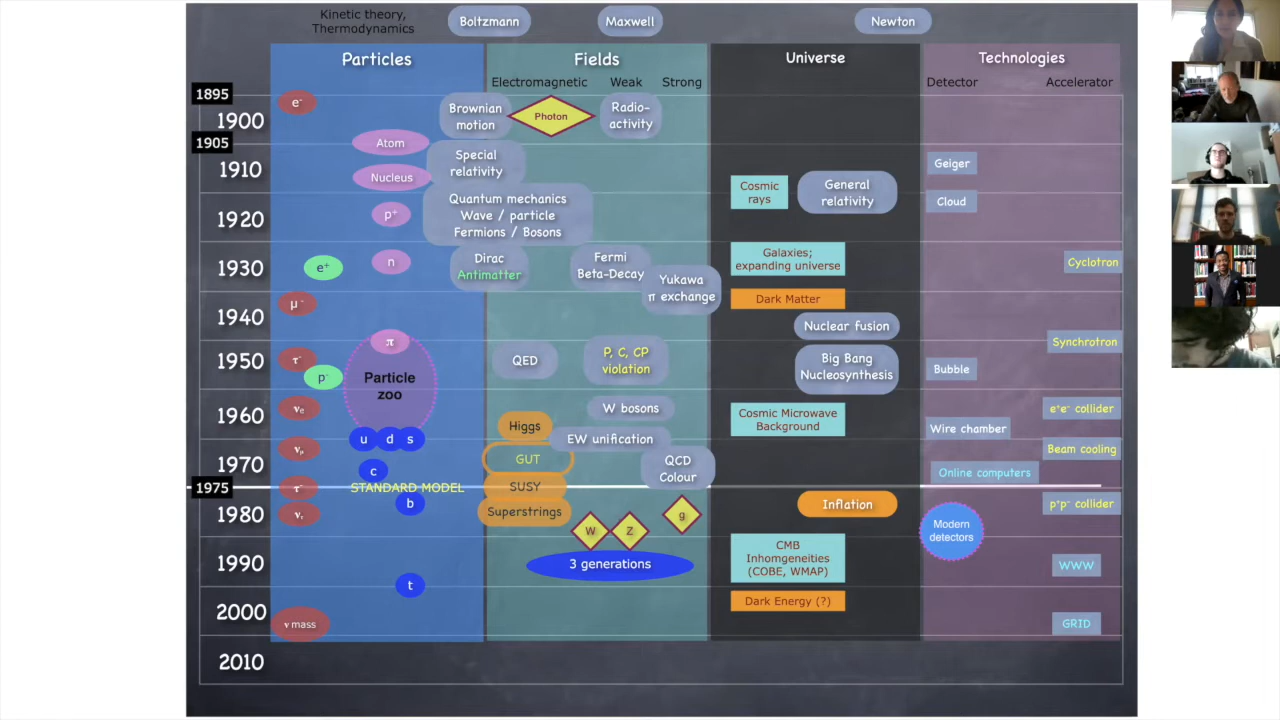 Kinetic theory,
Thermodynamics
Boltzmann
Maxwell
Newton
Particles
Fields
Universe
Technologies
Electromagnetic
Weak
Strong
Detector
Accelerator
1895
e-
Brownian
motion
Photon
Radio-
activity
1900
1905
Atom
Special
relativity
Geiger
1910
Nucleus
Cosmic
rays
General
relativity
Cloud
1920
p+
Quantum mechanics
Wave / particle
Fermions / Bosons
1930
e+
n
Dirac
Antimatter
Fermi
Beta-Decay
Yukawa
π exchange
Galaxies;
expanding universe
Cyclotron
Dark Matter
μ-
1940
Nuclear fusion
π
Synchrotron
1950
τ-
p-
Particle
zoo
QED
P, C, CP
violation
Big Bang
Nucleosynthesis
Bubble
1960
νe
W bosons
Cosmic Microwave
Background
e+e- collider
Higgs
Wire chamber
u
d
s
EW unification
νμ
Beam cooling
1970
c
GUT
QCD
Colour
Online computers
1975
τ-
STANDARD MODEL
SUSY
b
Inflation
p+p- collider
1980
ντ
Superstrings
W
Z
g
Modern
detectors
1990
3 generations
CMB
Inhomgeneities
(COBE, WMAP)
WWW
t
Dark Energy (?)
2000
ν mass
GRID
2010